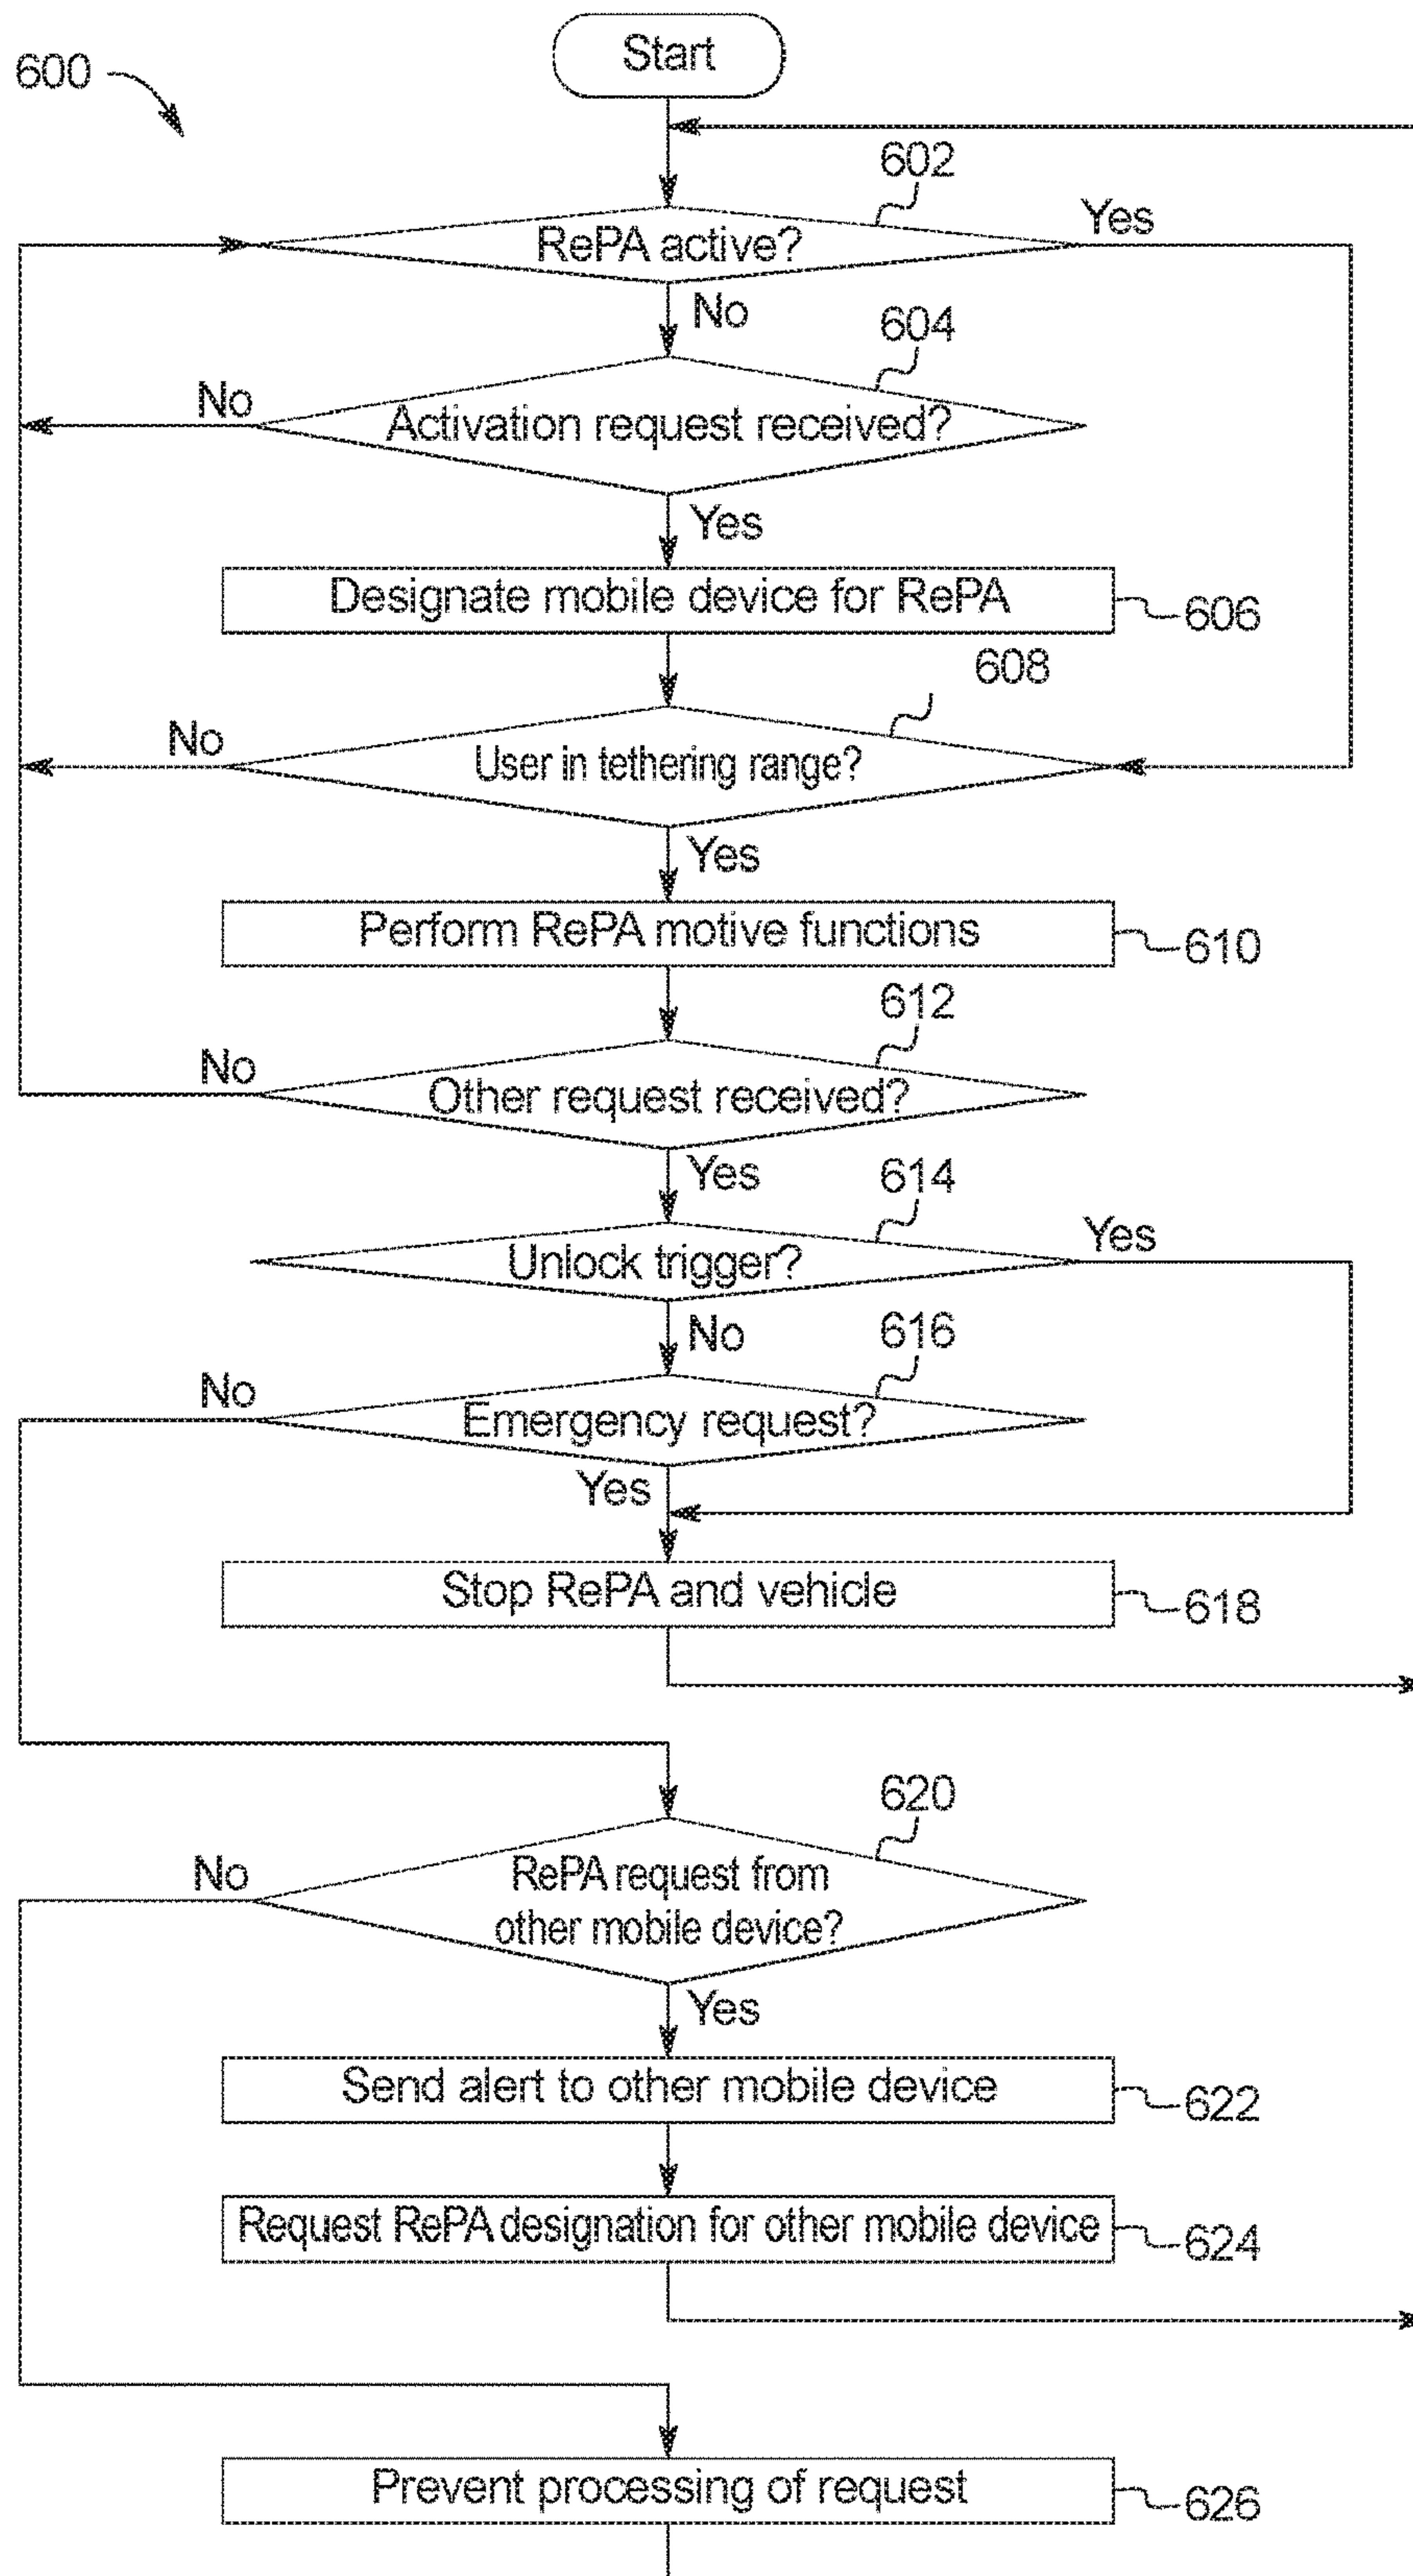 Start
600
602
RePA active?
Yes
No
604
No
Activation request received?
Yes
Designate mobile device for RePA
606
608
No
User in tethering range?
Yes
Perform RePA motive functions
610
612
No
Other request received?
Yes
614
Unlock trigger?
Yes
No
616
No
Emergency request?
Yes
Stop RePA and vehicle
618
620
No
RePA request from
other mobile device?
Yes
Send alert to other mobile device
622
Request RePA designation for other mobile device
624
Prevent processing of request
626